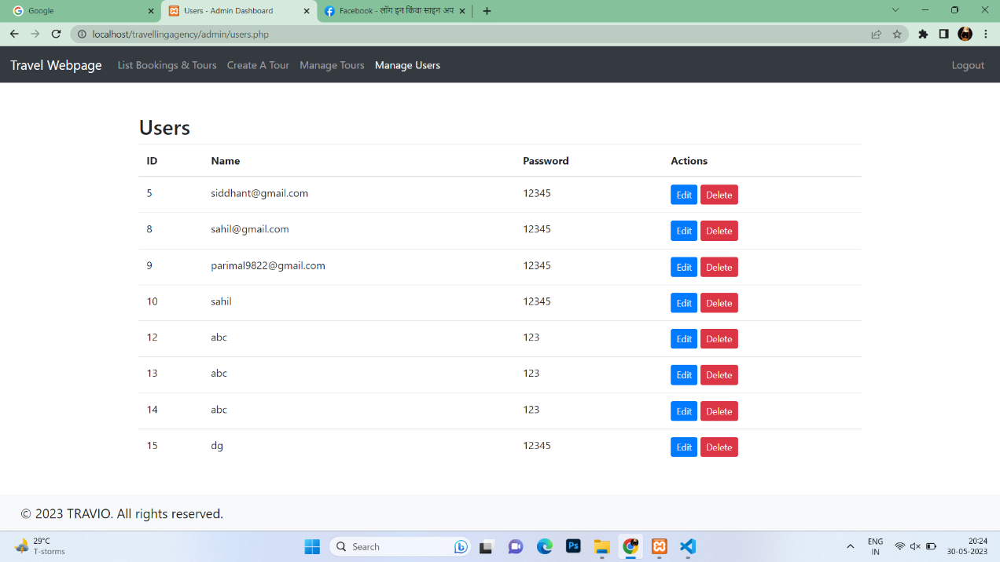 Google
Users - Admin Dashboard
Facebook - लॉग इन किंवा साइन अप
localhost/travellingagency/admin/users.php
Travel Webpage List Bookings & Tours Create A Tour Manage Tours Manage Users Logout
Users
ID Name Password Actions
5 siddhant@gmail.com 12345 Edit Delete
8 sahil@gmail.com 12345 Edit Delete
9 parimal9822@gmail.com 12345 Edit Delete
10 sahil 12345 Edit Delete
12 abc 123 Edit Delete
13 abc 123 Edit Delete
14 abc 123 Edit Delete
15 dg 12345 Edit Delete
© 2023 TRAVIO. All rights reserved.
29°C
T-storms
Search
Ps
ENG
IN
20:24
30-05-2023